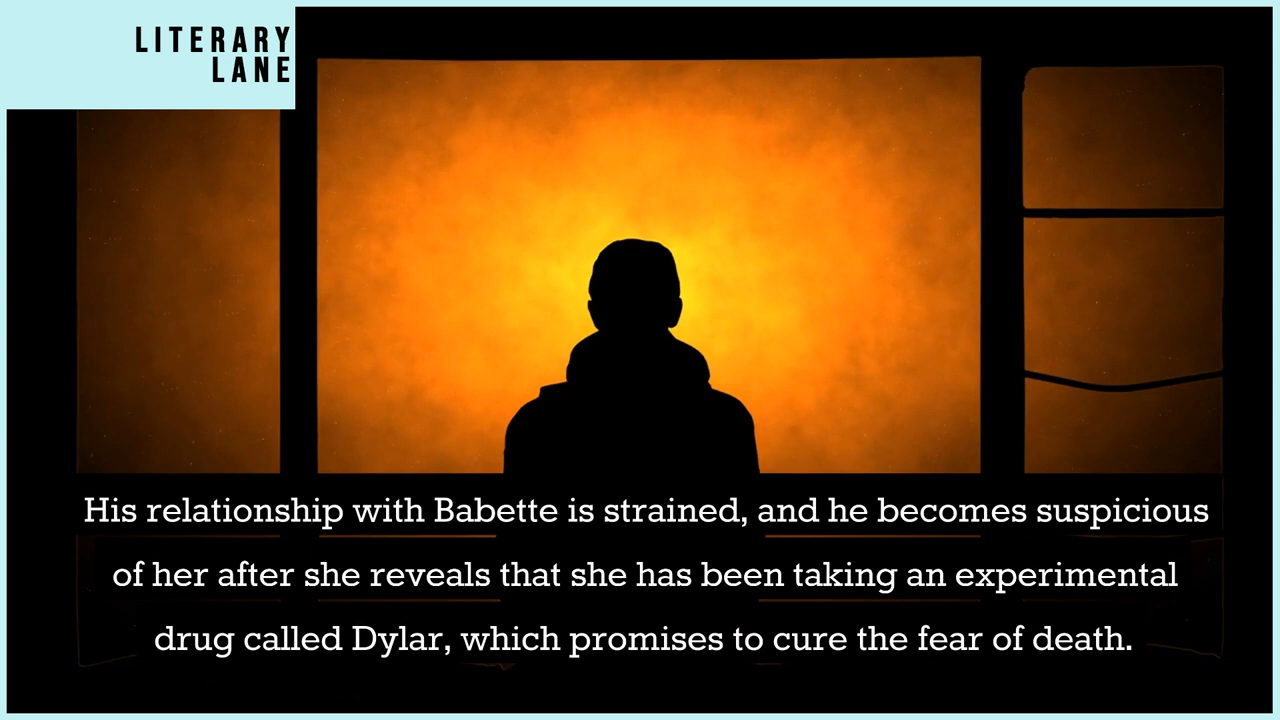 LITERARY
LANE
His relationship with Babette is strained, and he becomes suspicious
of her after she reveals that she has been taking an experimental
drug called Dylar, which promises to cure the fear of death.